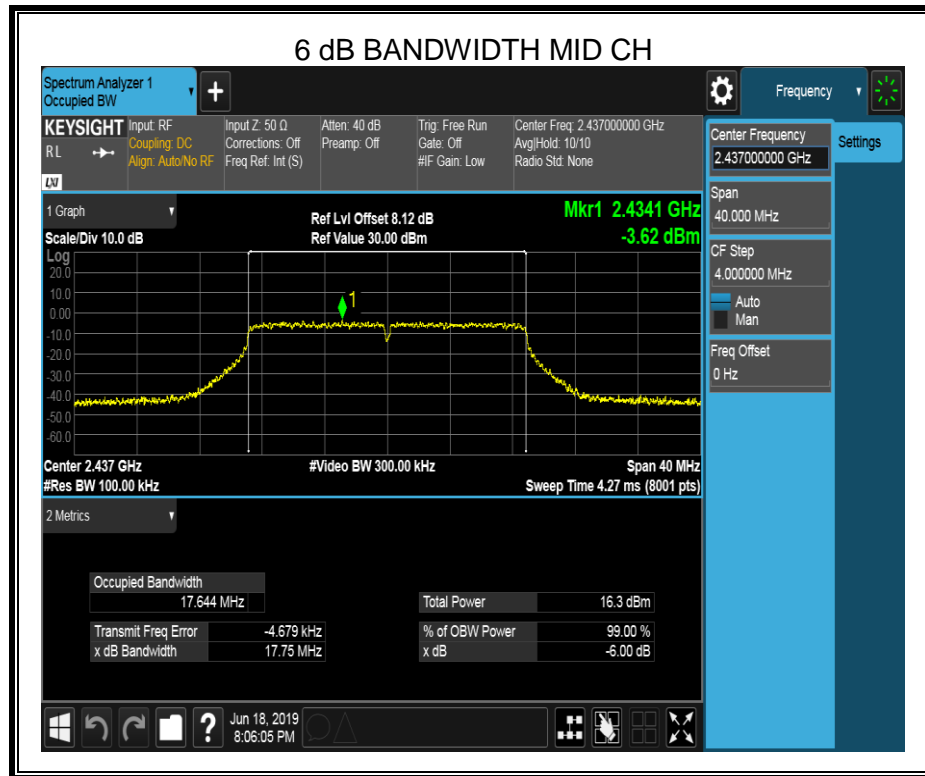 6 dB BANDWIDTH MID CH
Spectrum Analyzer 1
Occupied BW
+
Frequency
KEYSIGHT
RL
LXI
Input: RF
Coupling: DC
Align: Auto/No RF
Input Z: 50 Ω
Corrections: Off
Freq Ref: Int (S)
Atten: 40 dB
Preamp: Off
Trig: Free Run
Gate: Off
#IF Gain: Low
Center Freq: 2.437000000 GHz
Avg|Hold: 10/10
Radio Std: None
Center Frequency
2.437000000 GHz
Settings
Span
40.000 MHz
CF Step
4.000000 MHz
Auto
Man
Freq Offset
0 Hz
1 Graph
Scale/Div 10.0 dB
Ref Lvl Offset 8.12 dB
Ref Value 30.00 dBm
Mkr1 2.4341 GHz
-3.62 dBm
Log
20.0
10.0
0.00
-10.0
-20.0
-30.0
-40.0
-50.0
-60.0
1
Center 2.437 GHz
#Res BW 100.00 kHz
#Video BW 300.00 kHz
Span 40 MHz
Sweep Time 4.27 ms (8001 pts)
2 Metrics
Occupied Bandwidth
17.644 MHz
Total Power 16.3 dBm
Transmit Freq Error -4.679 kHz
% of OBW Power 99.00 %
x dB Bandwidth 17.75 MHz
x dB -6.00 dB
?
Jun 18, 2019
8:06:05 PM